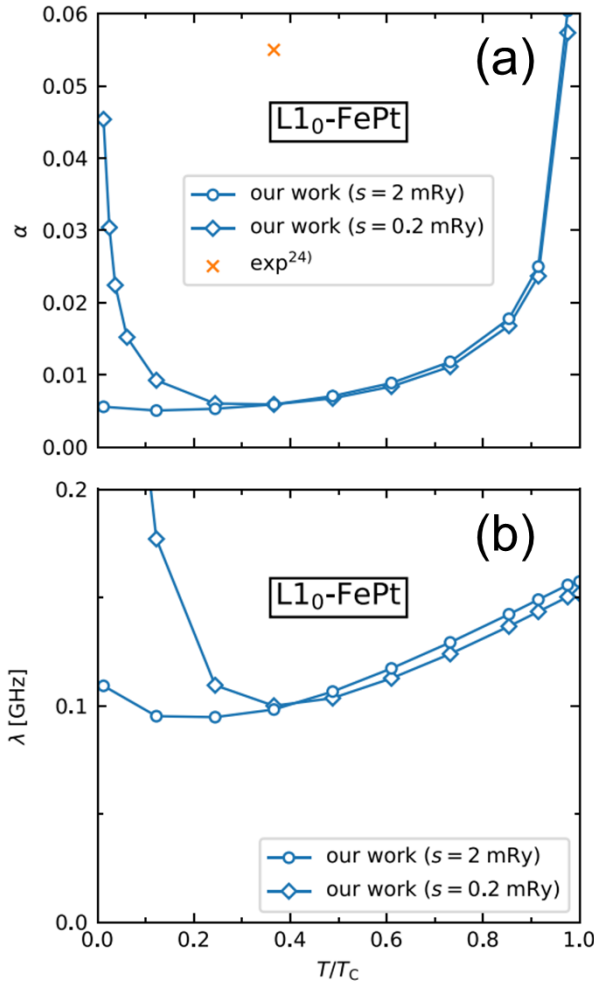 0.06
(a)
0.05
L1₀-FePt
0.04
our work (s = 2 mRy)
our work (s = 0.2 mRy)
α
0.03
exp²⁴⁾
0.02
0.01
0.00
0.2
(b)
L1₀-FePt
λ [GHz]
0.1
our work (s = 2 mRy)
our work (s = 0.2 mRy)
0.0
0.0 0.2 0.4 0.6 0.8 1.0
T/T_C